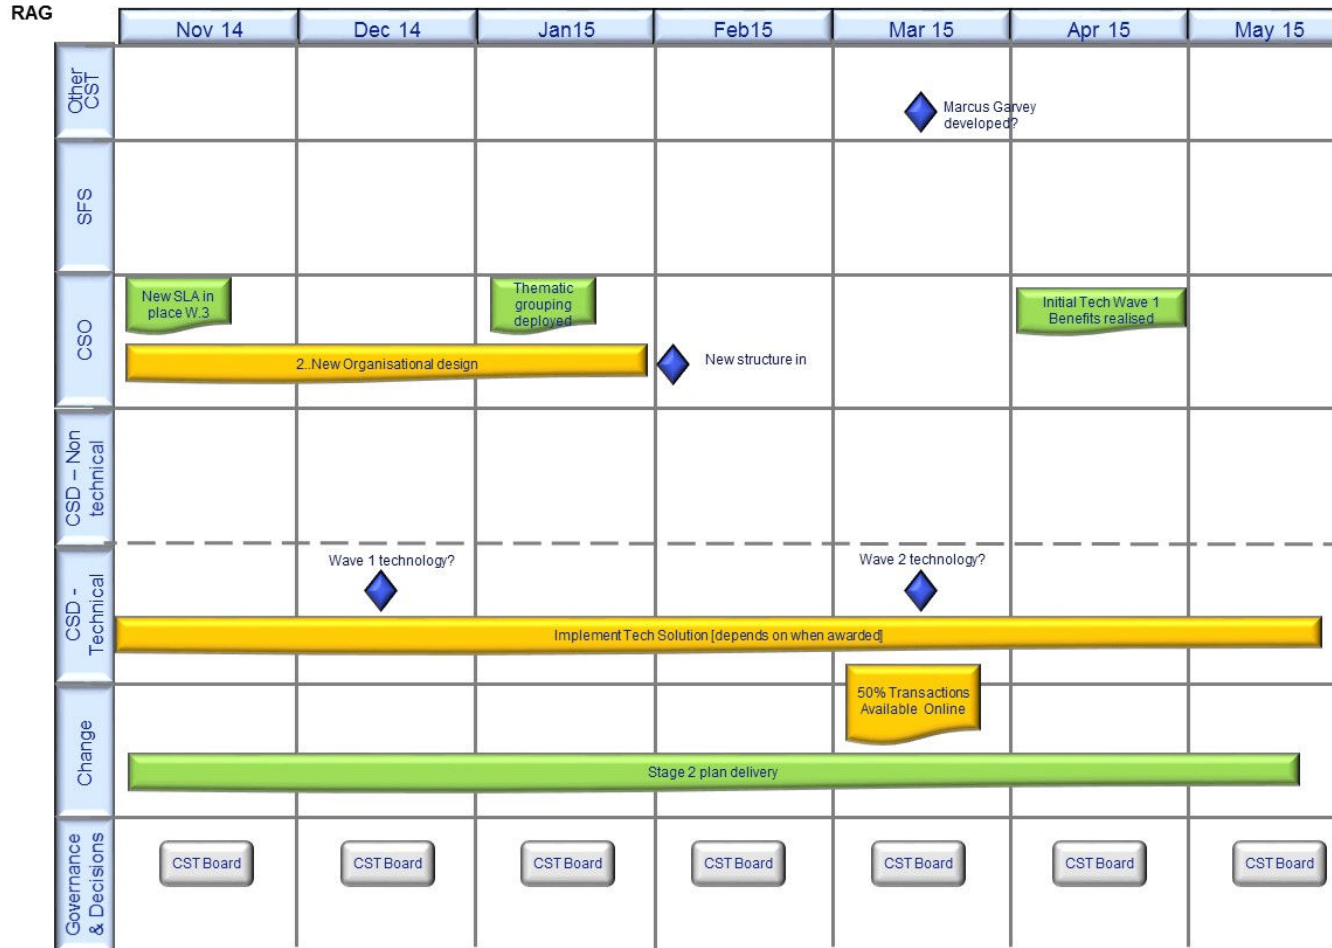 RAG
Nov 14
Dec 14
Jan15
Feb15
Mar 15
Apr 15
May 15
Other
CST
Marcus Garvey
developed?
SFS
CSO
New SLA in
place W.3
Thematic
grouping
deployed
Initial Tech Wave 1
Benefits realised
2..New Organisational design
New structure in
CSD – Non
technical
CSD -
Technical
Wave 1 technology?
Wave 2 technology?
Implement Tech Solution [depends on when awarded]
Change
50% Transactions
Available Online
Stage 2 plan delivery
Governance
& Decisions
CST Board
CST Board
CST Board
CST Board
CST Board
CST Board
CST Board